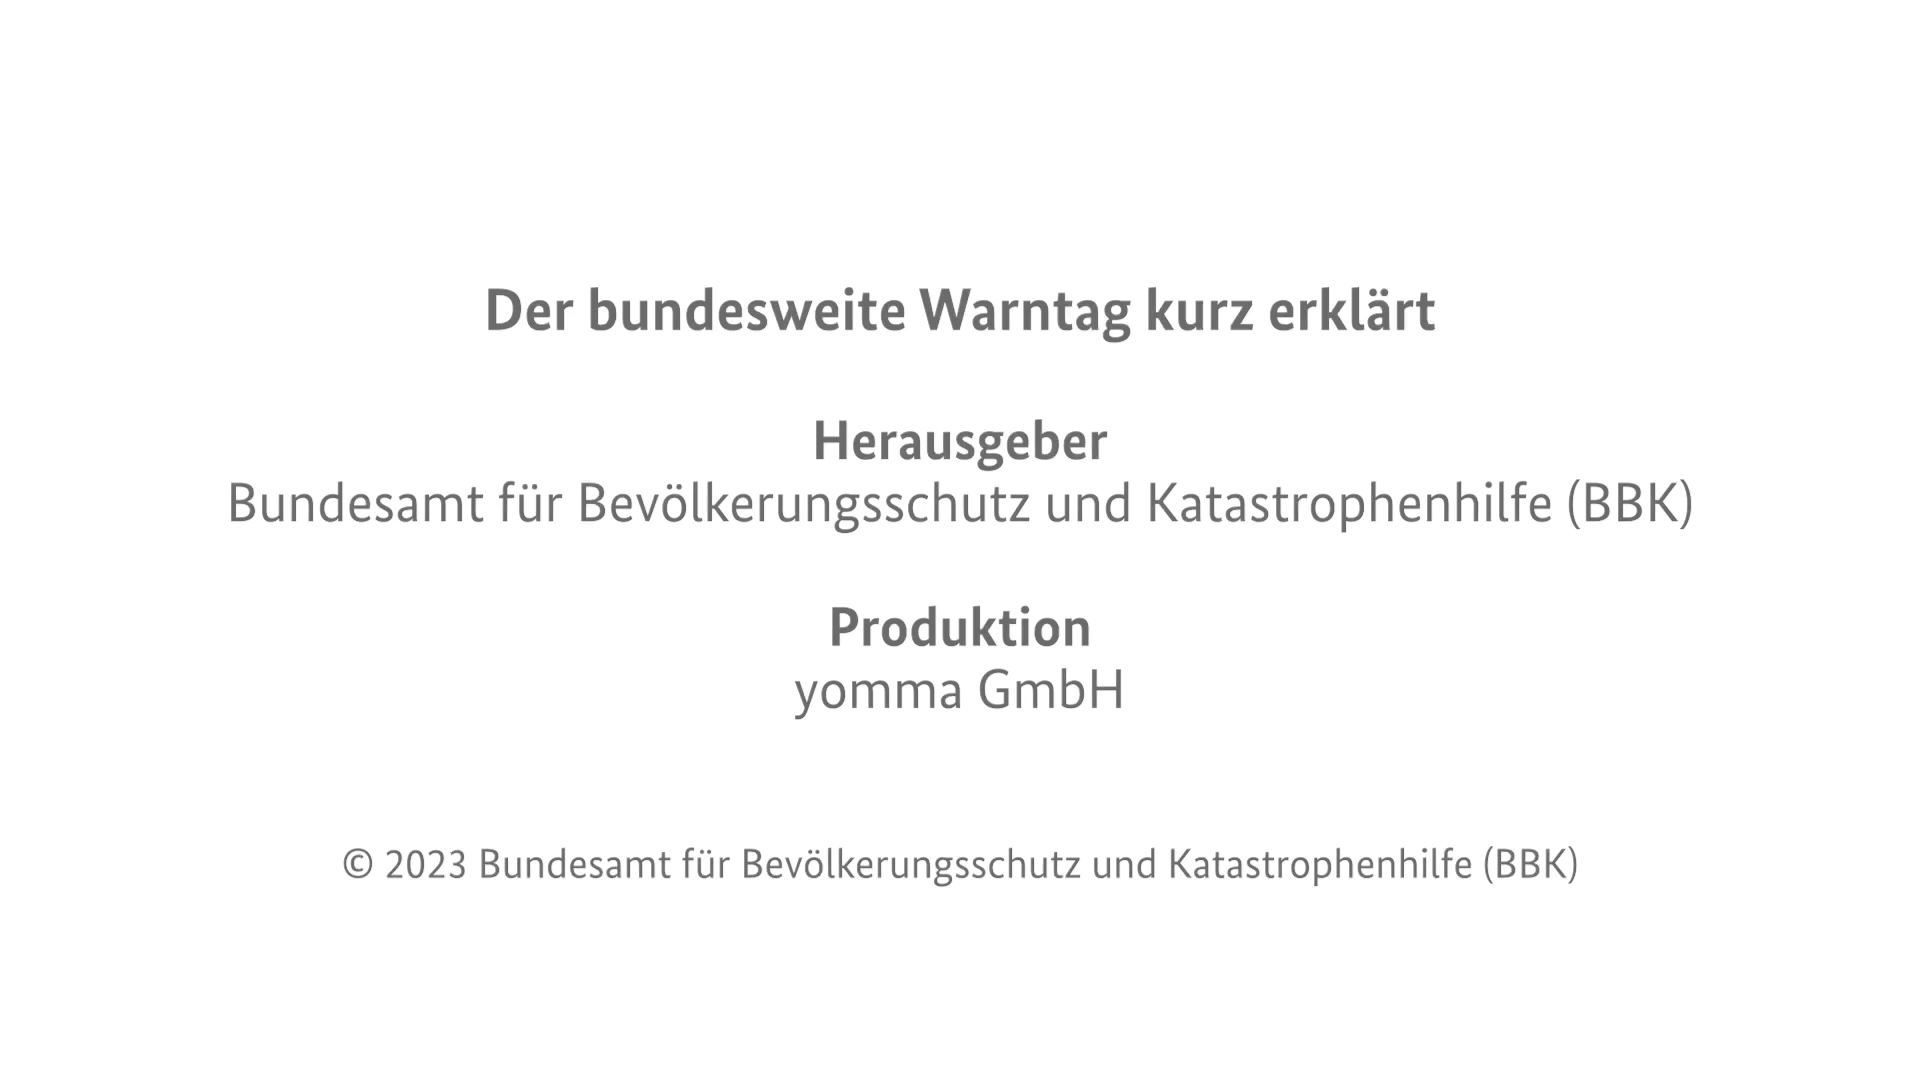 Der bundesweite Warntag kurz erklärt
Herausgeber
Bundesamt für Bevölkerungsschutz und Katastrophenhilfe (BBK)
Produktion
yomma GmbH
© 2023 Bundesamt für Bevölkerungsschutz und Katastrophenhilfe (BBK)